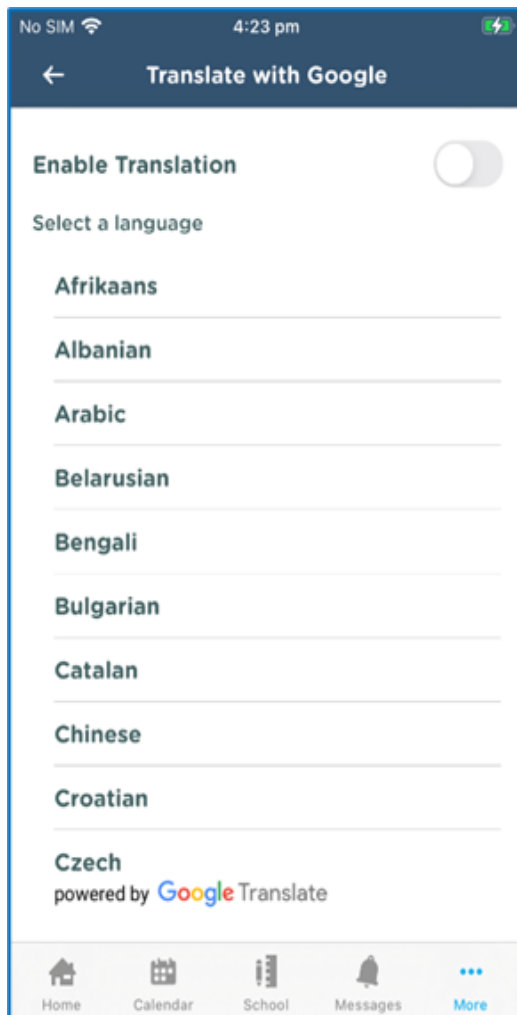 No SIM 4:23 pm
Translate with Google
Enable Translation
Select a language
Afrikaans
Albanian
Arabic
Belarusian
Bengali
Bulgarian
Catalan
Chinese
Croatian
Czech
powered by Google Translate
Home Calendar School Messages More